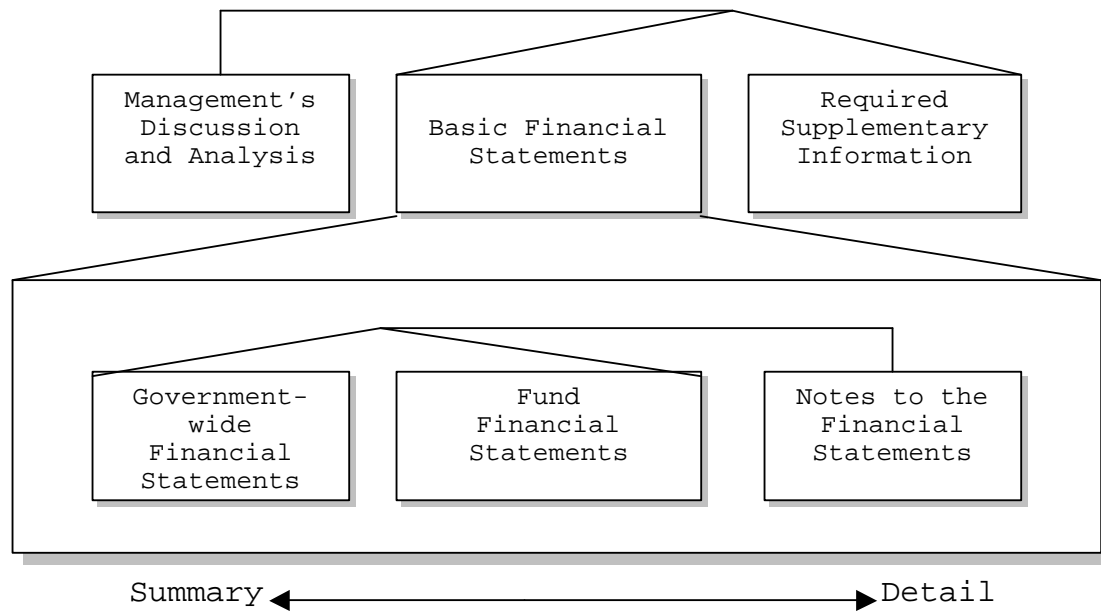 Management's
Discussion
and Analysis
Basic Financial
Statements
Required
Supplementary
Information
Government-
wide
Financial
Statements
Fund
Financial
Statements
Notes to the
Financial
Statements
Summary
Detail